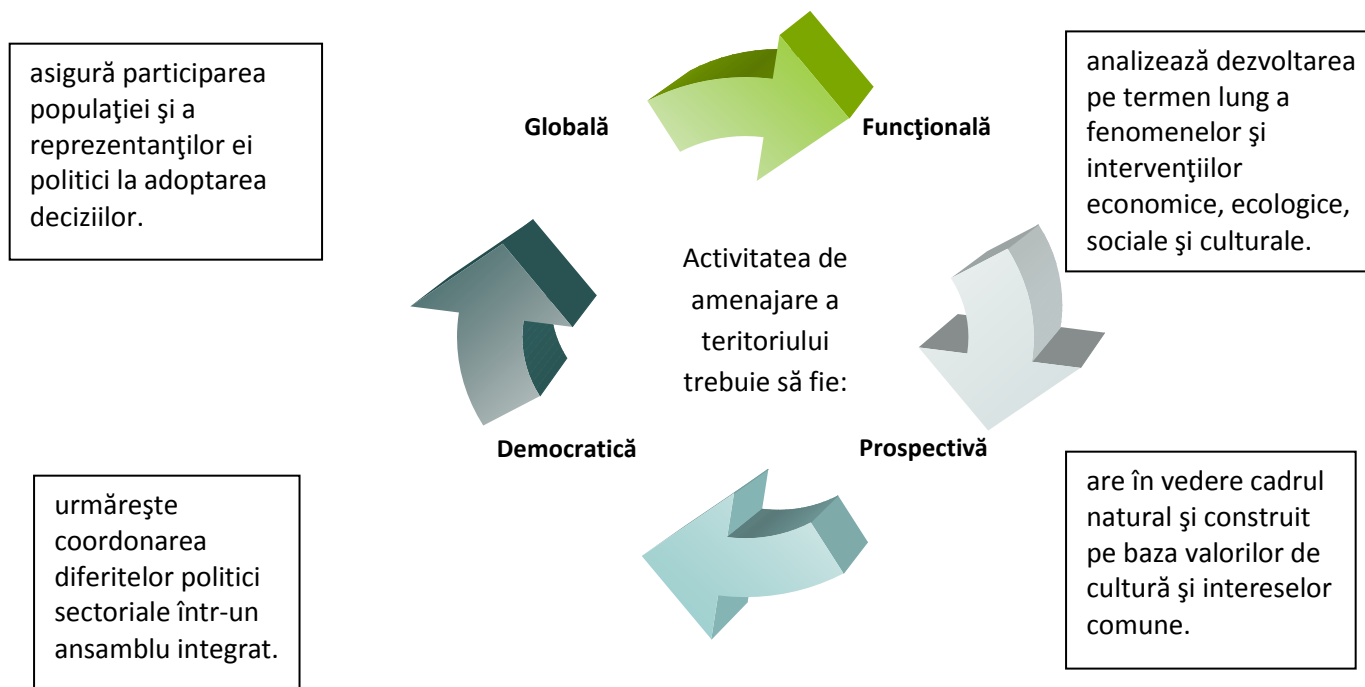 asigură participarea
populaţiei şi a
reprezentanţilor ei
politici la adoptarea
deciziilor.
Globală
Funcţională
analizează dezvoltarea
pe termen lung a
fenomenelor şi
intervenţiilor
economice, ecologice,
sociale şi culturale.
Activitatea de
amenajare a
teritoriului
trebuie să fie:
Democratică
Prospectivă
urmăreşte
coordonarea
diferitelor politici
sectoriale într-un
ansamblu integrat.
are în vedere cadrul
natural şi construit
pe baza valorilor de
cultură şi intereselor
comune.